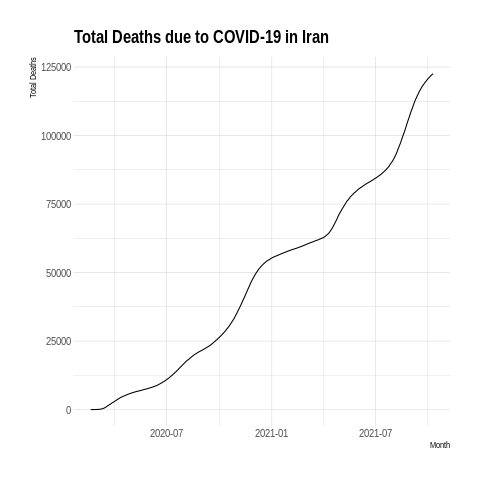 Total Deaths due to COVID-19 in Iran
Total Deaths
125000
100000
75000
50000
25000
0
2020-07 2021-01 2021-07
Month